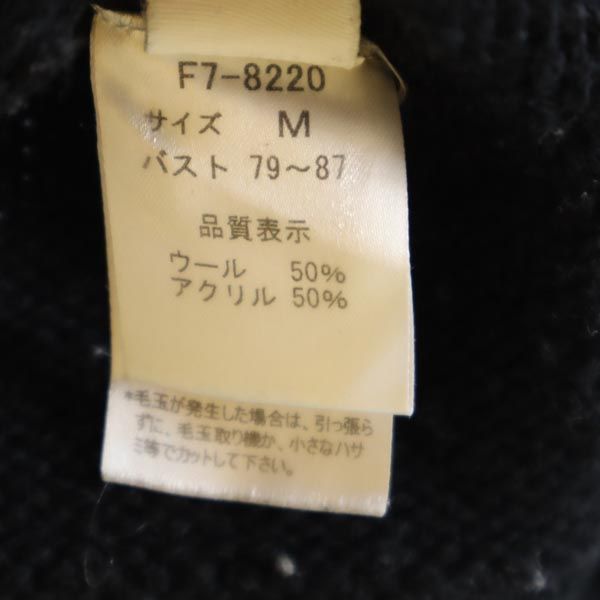 F7-8220
サイズ M
バスト 79〜87
品質表示
ウール 50%
アクリル 50%
*毛玉が発生した場合は、引っ張ら
ずに、毛玉取り機か、小さなハサ
ミ等でカットして下さい。